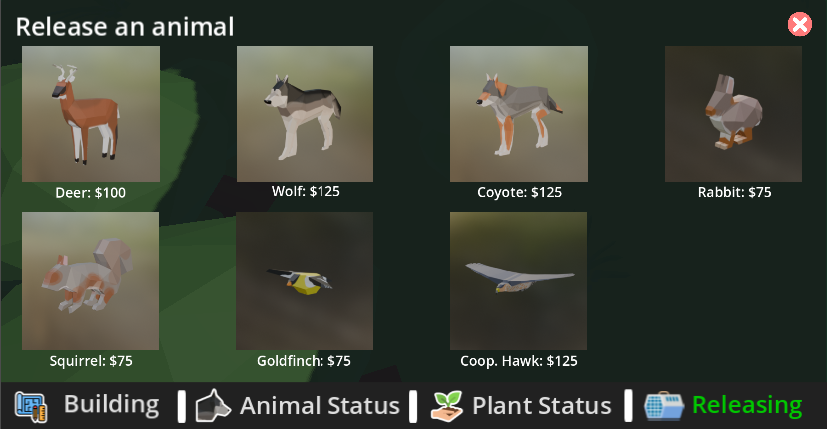 Release an animal
Deer: $100
Wolf: $125
Coyote: $125
Rabbit: $75
Squirrel: $75
Goldfinch: $75
Coop. Hawk: $125
Building
Animal Status
Plant Status
Releasing